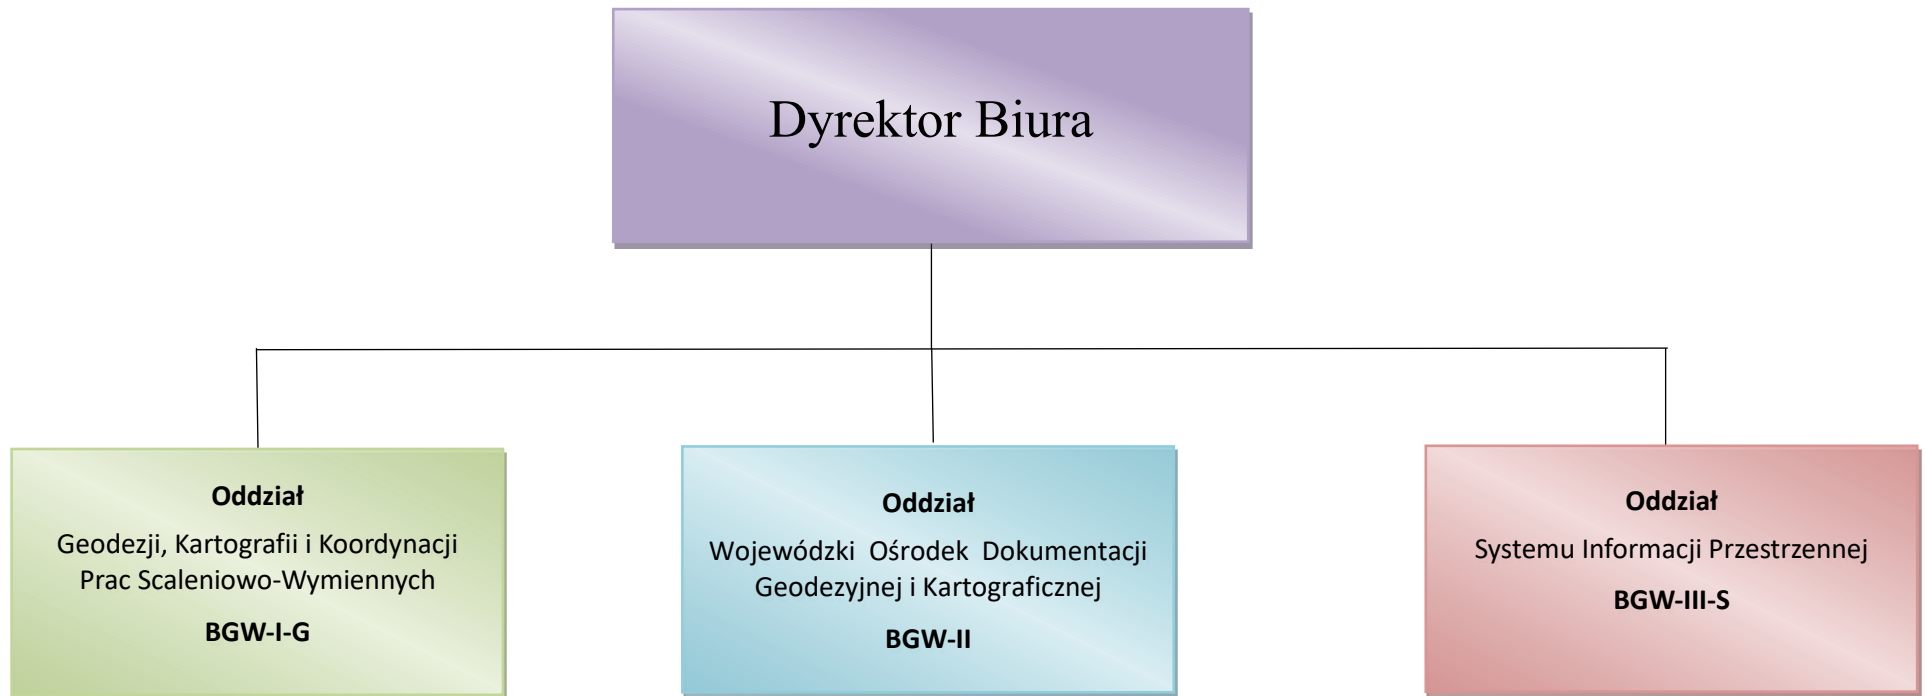 Dyrektor Biura
Oddział
Geodezji, Kartografii i Koordynacji
Prac Scaleniowo-Wymiennych
BGW-I-G
Oddział
Wojewódzki Ośrodek Dokumentacji
Geodezyjnej i Kartograficznej
BGW-II
Oddział
Systemu Informacji Przestrzennej
BGW-III-S